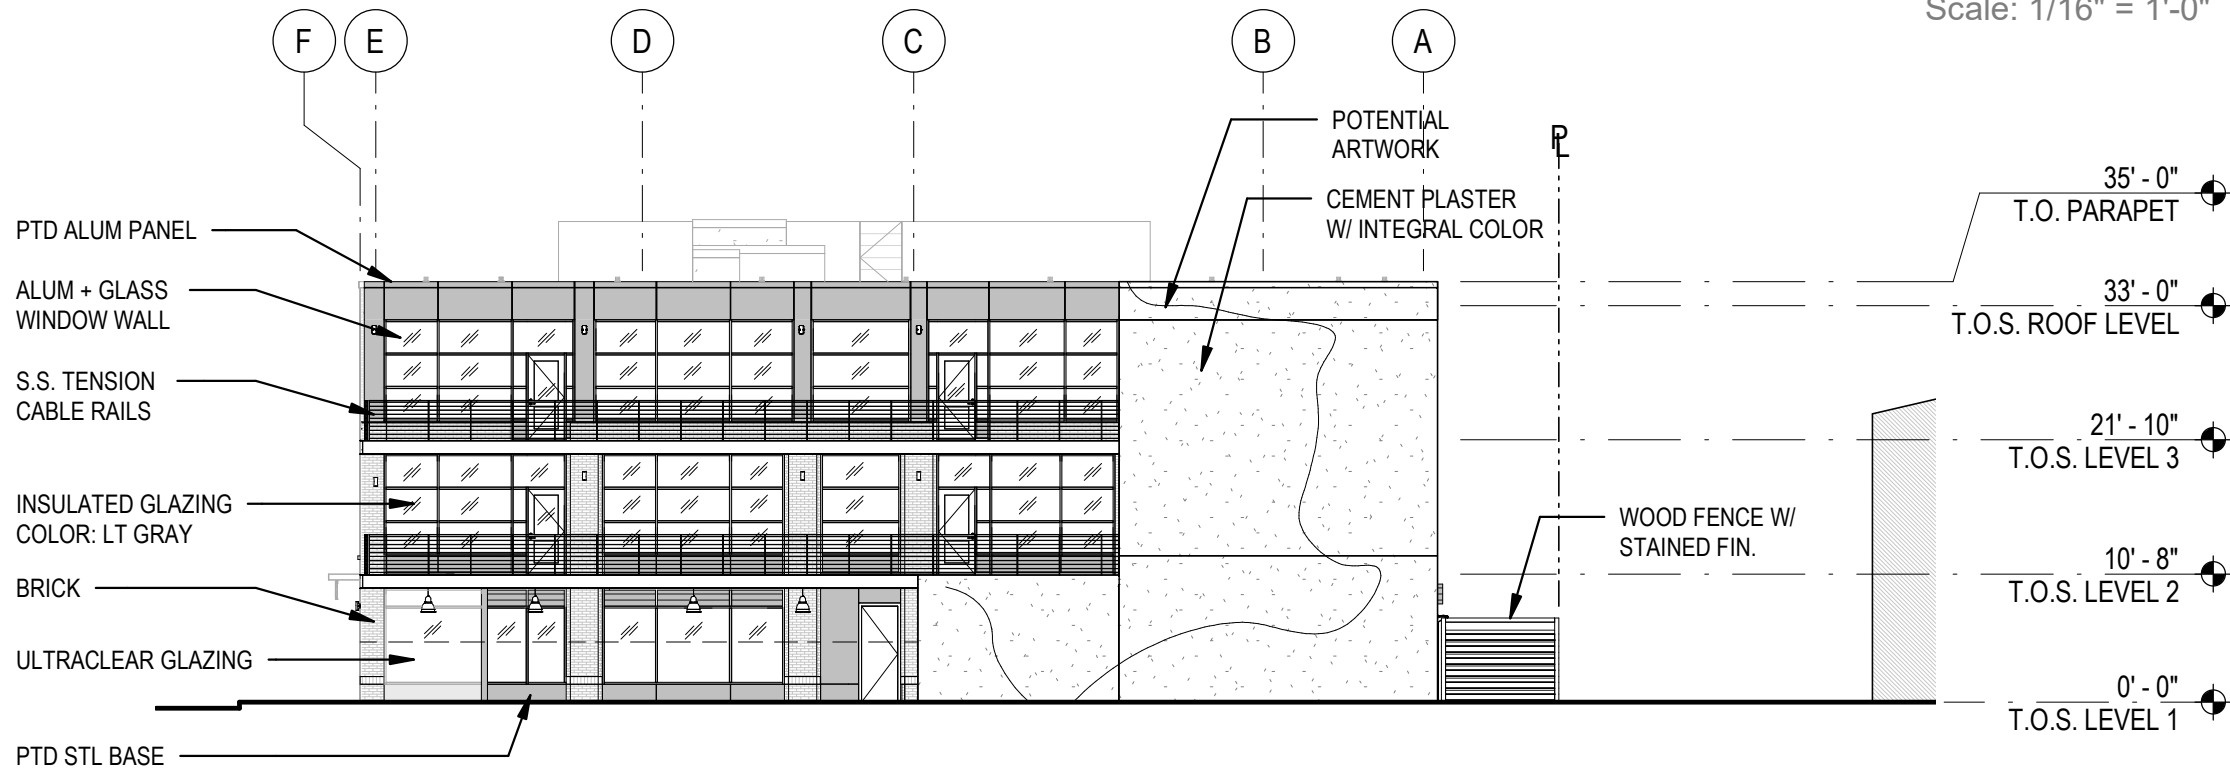 Scale: 1/16" = 1'-0"
F
E
D
C
B
A
POTENTIAL
ARTWORK
PL
CEMENT PLASTER
W/ INTEGRAL COLOR
35' - 0"
T.O. PARAPET
PTD ALUM PANEL
ALUM + GLASS
WINDOW WALL
33' - 0"
T.O.S. ROOF LEVEL
S.S. TENSION
CABLE RAILS
21' - 10"
T.O.S. LEVEL 3
INSULATED GLAZING
COLOR: LT GRAY
WOOD FENCE W/
STAINED FIN.
BRICK
10' - 8"
T.O.S. LEVEL 2
ULTRACLEAR GLAZING
0' - 0"
T.O.S. LEVEL 1
PTD STL BASE